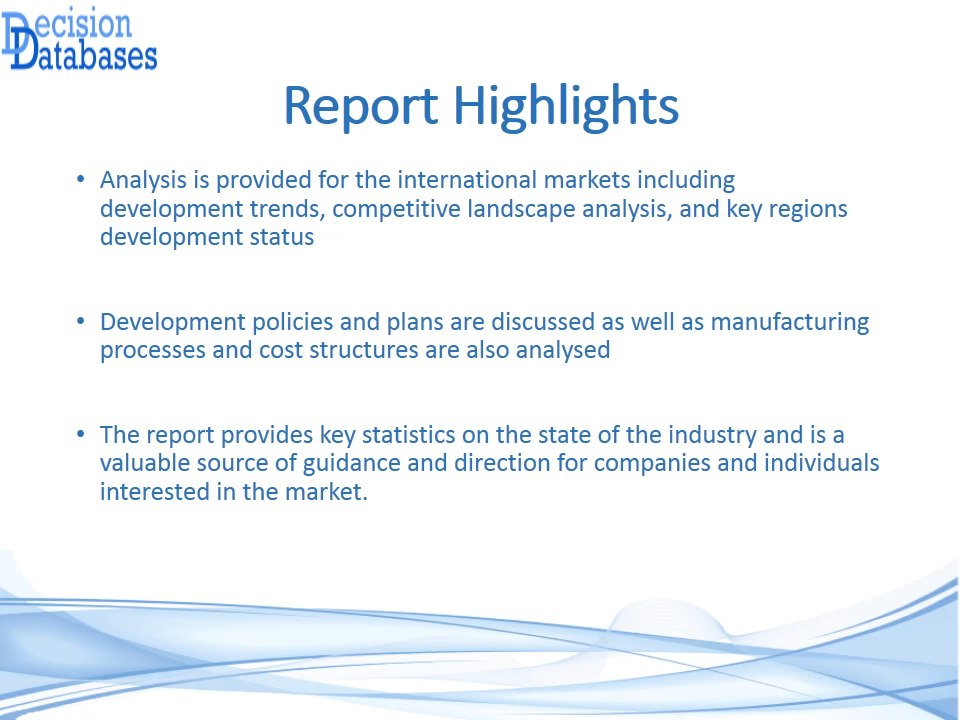 Decision
Databases
Report Highlights
• Analysis is provided for the international markets including
development trends, competitive landscape analysis, and key regions
development status
• Development policies and plans are discussed as well as manufacturing
processes and cost structures are also analysed
• The report provides key statistics on the state of the industry and is a
valuable source of guidance and direction for companies and individuals
interested in the market.